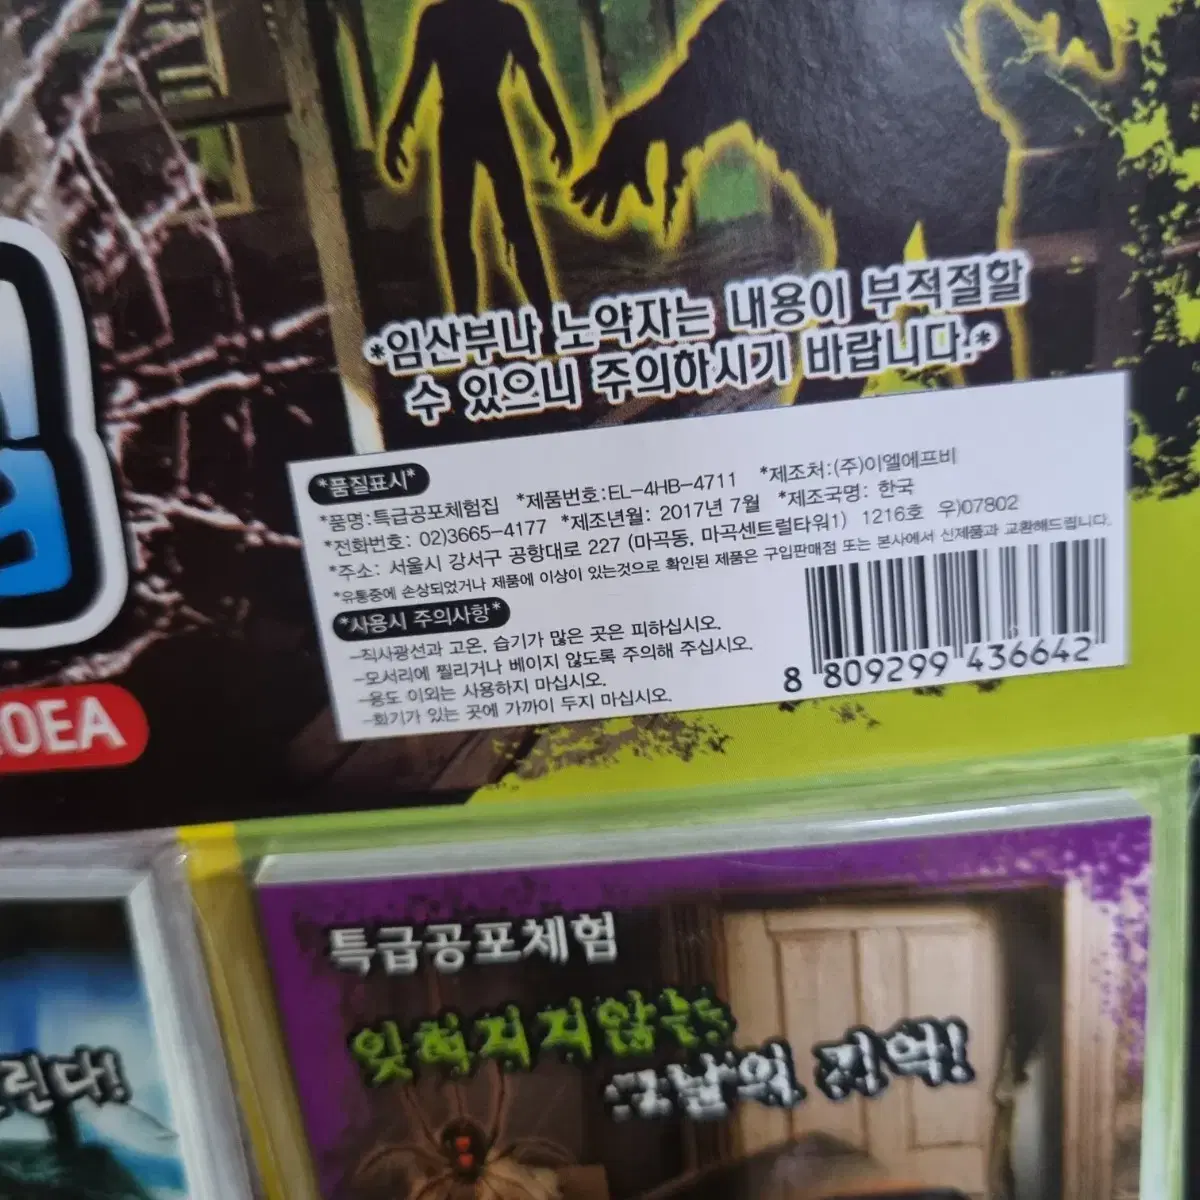 *임산부나 노약자는 내용이 부적절할
수 있으니 주의하시기 바랍니다.*
*품질표시*
*품명:특급공포체험집 *제품번호:EL-4HB-4711 *제조처:(주)이엘에프비
*전화번호: 02)3665-4177 *제조년월: 2017년 7월 *제조국명: 한국
*주소: 서울시 강서구 공항대로 227 (마곡동, 마곡센트럴타워1) 1216호 우)07802
*유통중에 손상되었거나 제품에 이상이 있는것으로 확인된 제품은 구입판매점 또는 본사에서 신제품과 교환해드립니다.
*사용시 주의사항*
-직사광선과 고온, 습기가 많은 곳은 피하십시오.
-모서리에 찔리거나 베이지 않도록 주의해 주십시오.
-용도 이외는 사용하지 마십시오.
-화기가 있는 곳에 가까이 두지 마십시오.
8 809299 436642
0EA
특급공포체험
잊혀지지않는
그날의 기억!
린다!